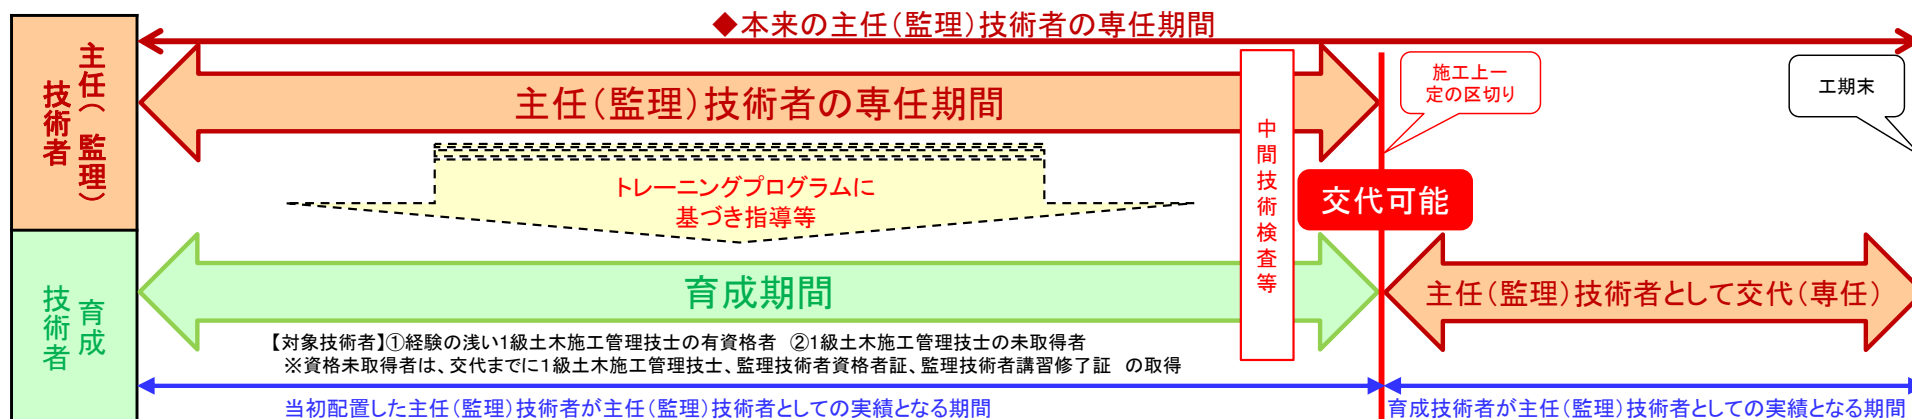 ◆本来の主任(監理)技術者の専任期間
主任(監理)
技術者
主任(監理)技術者の専任期間
施工上一
定の区切り
工期末
中間技術検査等
トレーニングプログラムに
基づき指導等
交代可能
育成
技術者
育成期間
主任(監理)技術者として交代(専任)
【対象技術者】①経験の浅い1級土木施工管理技士の有資格者 ②1級土木施工管理技士の未取得者
※資格未取得者は、交代までに1級土木施工管理技士、監理技術者資格者証、監理技術者講習修了証 の取得
当初配置した主任(監理)技術者が主任(監理)技術者としての実績となる期間
育成技術者が主任(監理)技術者としての実績となる期間